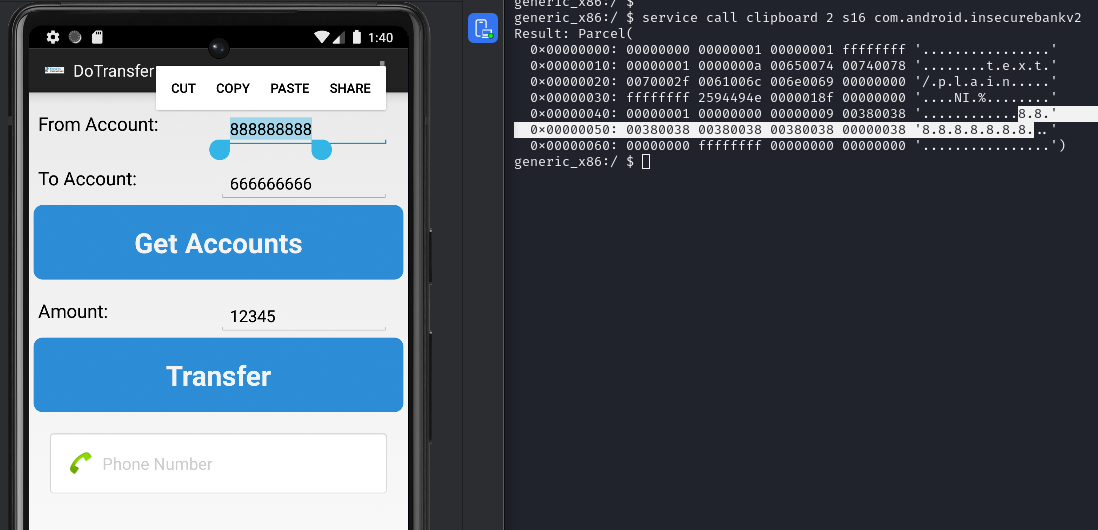 1:40
DoTransfer
CUT COPY PASTE SHARE
From Account:
888888888
To Account:
666666666
Get Accounts
Amount:
12345
Transfer
Phone Number
generic_x86:/ $
generic_x86:/ $ service call clipboard 2 s16 com.android.insecurebankv2
Result: Parcel(
0×00000000: 00000000 00000001 00000001 ffffffff '................'
0×00000010: 00000001 0000000a 00650074 00740078 '........t.e.x.t.'
0×00000020: 0070002f 0061006c 006e0069 00000000 '/.p.l.a.i.n.....'
0×00000030: ffffffff 2594494e 0000018f 00000000 '....NI.%........'
0×00000040: 00000001 00000000 00000009 00380038 '............8.8.'
0×00000050: 00380038 00380038 00380038 00000038 '8.8.8.8.8.8.8...'
0×00000060: 00000000 ffffffff 00000000 00000000 '................')
generic_x86:/ $